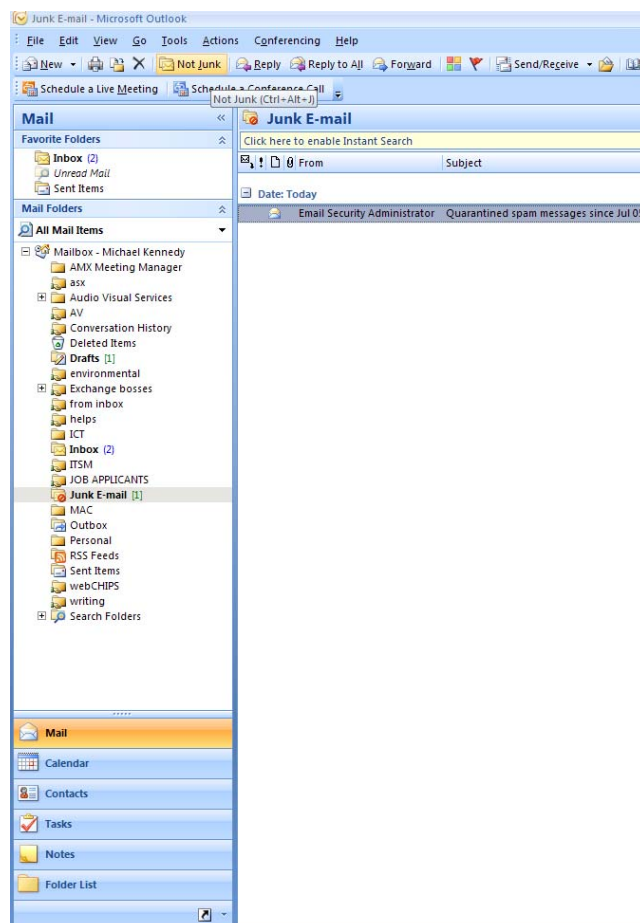 Junk E-mail - Microsoft Outlook
File Edit View Go Tools Actions Conferencing Help
New Not Junk Reply Reply to All Forward Send/Receive
Schedule a Live Meeting Schedule a Conference Call
Not Junk (Ctrl+Alt+J)
Mail
Favorite Folders
Inbox (2)
Unread Mail
Sent Items
Mail Folders
All Mail Items
Mailbox - Michael Kennedy
AMX Meeting Manager
asx
Audio Visual Services
AV
Conversation History
Deleted Items
Drafts [1]
environmental
Exchange bosses
from inbox
helps
ICT
Inbox (2)
ITSM
JOB APPLICANTS
Junk E-mail [1]
MAC
Outbox
Personal
RSS Feeds
Sent Items
webCHIPS
writing
Search Folders
Mail
Calendar
Contacts
Tasks
Notes
Folder List
Junk E-mail
Click here to enable Instant Search
From Subject
Date: Today
Email Security Administrator Quarantined spam messages since Jul